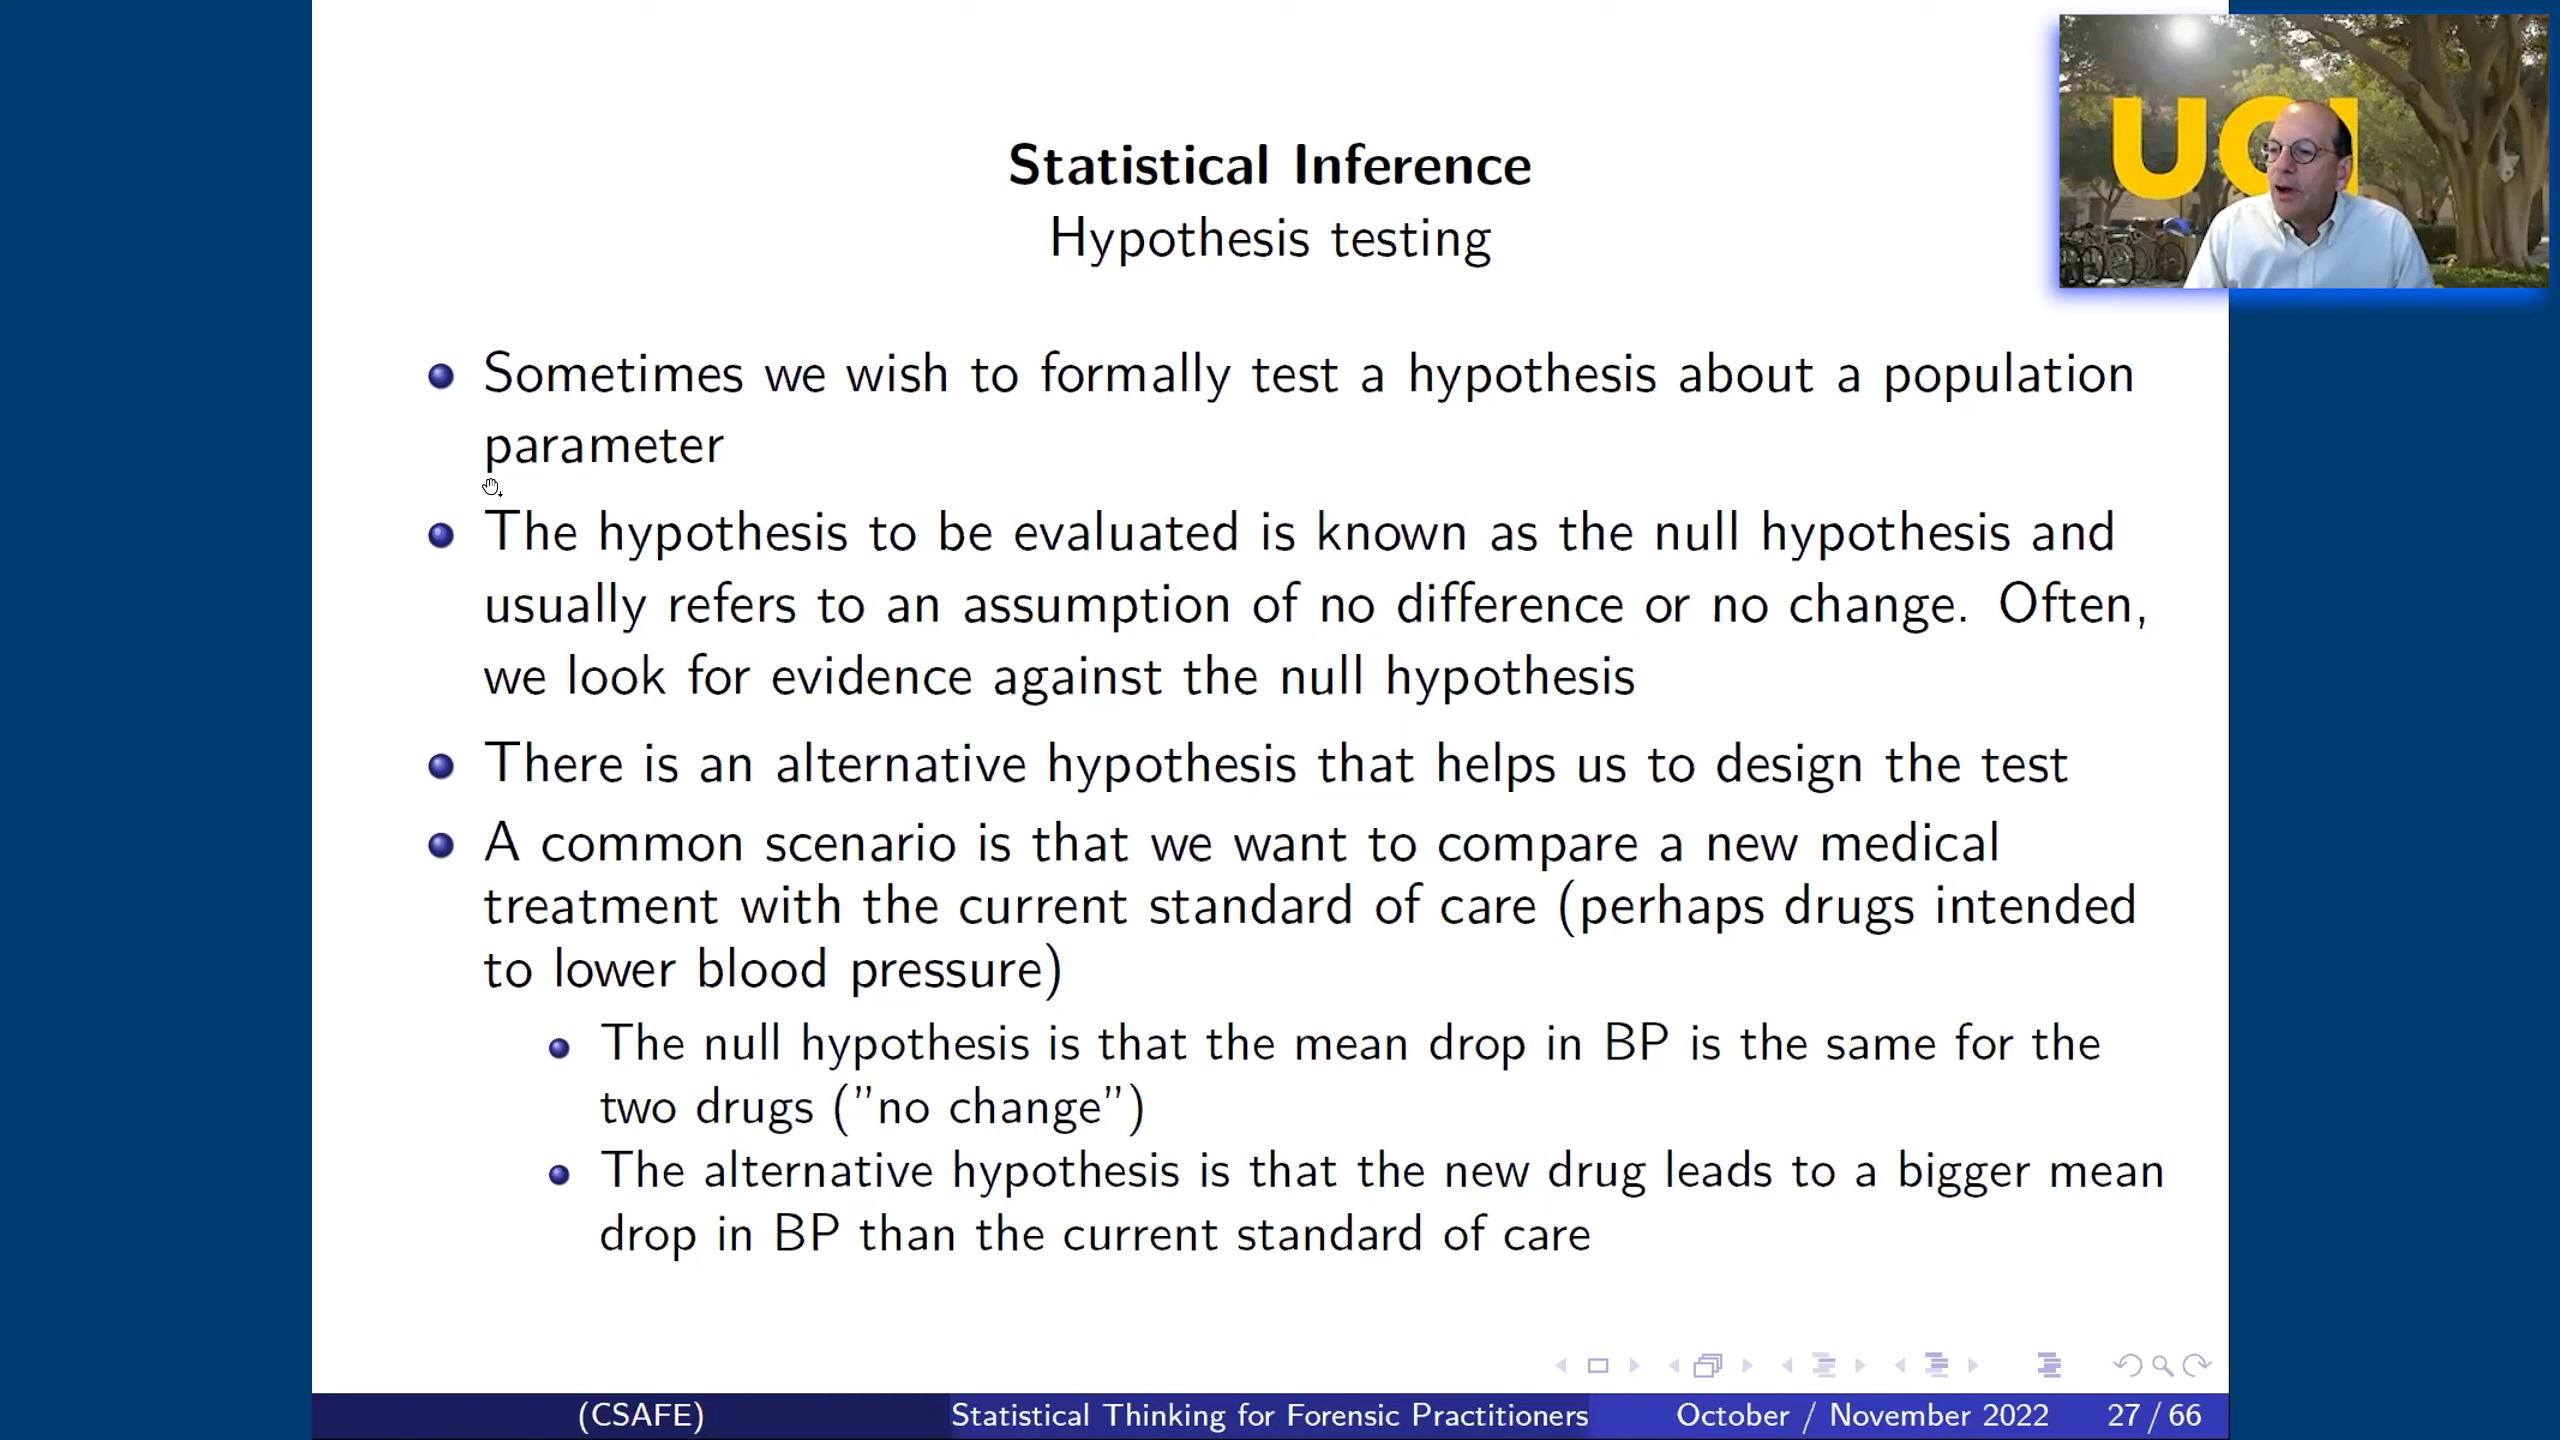 UCI
Statistical Inference
Hypothesis testing
Sometimes we wish to formally test a hypothesis about a population
parameter
The hypothesis to be evaluated is known as the null hypothesis and
usually refers to an assumption of no difference or no change. Often,
we look for evidence against the null hypothesis
There is an alternative hypothesis that helps us to design the test
A common scenario is that we want to compare a new medical
treatment with the current standard of care (perhaps drugs intended
to lower blood pressure)
The null hypothesis is that the mean drop in BP is the same for the
two drugs (”no change”)
The alternative hypothesis is that the new drug leads to a bigger mean
drop in BP than the current standard of care
(CSAFE) Statistical Thinking for Forensic Practitioners October / November 2022 27 / 66